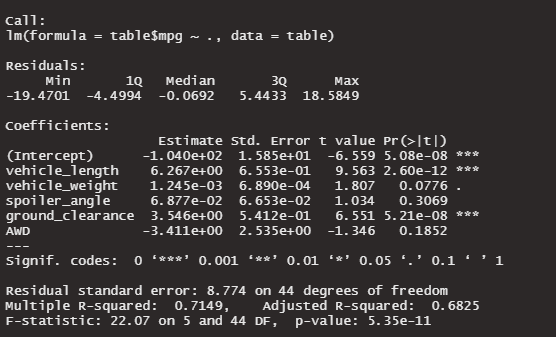 Call:
lm(formula = table$mpg ~ ., data = table)
Residuals:
     Min       1Q   Median       3Q      Max
-19.4701  -4.4994  -0.0692   5.4433  18.5849
Coefficients:
                   Estimate Std. Error t value Pr(>|t|)
(Intercept)      -1.040e+02  1.585e+01  -6.559 5.08e-08 ***
vehicle_length    6.267e+00  6.553e-01   9.563 2.60e-12 ***
vehicle_weight    1.245e-03  6.890e-04   1.807   0.0776 .
spoiler_angle     6.877e-02  6.653e-02   1.034   0.3069
ground_clearance  3.546e+00  5.412e-01   6.551 5.21e-08 ***
AWD              -3.411e+00  2.535e+00  -1.346   0.1852
---
Signif. codes:  0 ‘***’ 0.001 ‘**’ 0.01 ‘*’ 0.05 ‘.’ 0.1 ‘ ’ 1
Residual standard error: 8.774 on 44 degrees of freedom
Multiple R-squared:  0.7149,    Adjusted R-squared:  0.6825
F-statistic: 22.07 on 5 and 44 DF,  p-value: 5.35e-11